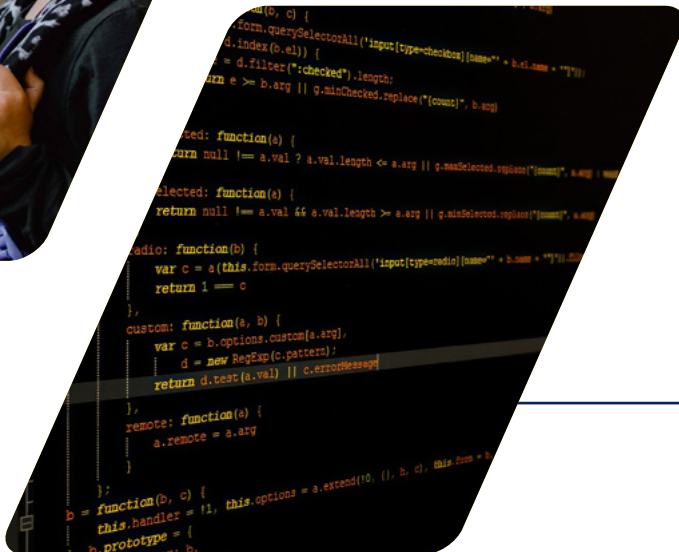 (b, c) {
.form.querySelectorAll('input[type=checkbox][name="' + b.el.name + '"]');
d.index(b.el)) {
= d.filter(":checked").length;
urn e >= b.arg || g.minChecked.replace("{count}", b.arg)
ted: function(a) {
urn null !== a.val ? a.val.length <= a.arg || g.maxSelected.replace("{count}", a.arg) :
elected: function(a) {
return null !== a.val && a.val.length >= a.arg || g.minSelected.replace("{count}", a.arg)
radio: function(b) {
var c = a(this.form.querySelectorAll('input[type=radio][name="' + b.name + '"]')).
return 1 === c
},
custom: function(a, b) {
var c = b.options.custom[a.arg],
d = new RegExp(c.pattern);
return d.test(a.val) || c.errorMessage
},
remote: function(a) {
a.remote = a.arg
}
};
b = function(b, c) {
this.handler = !1, this.options = a.extend(!0, {}, h, c), this.form = b,
b.prototype = {